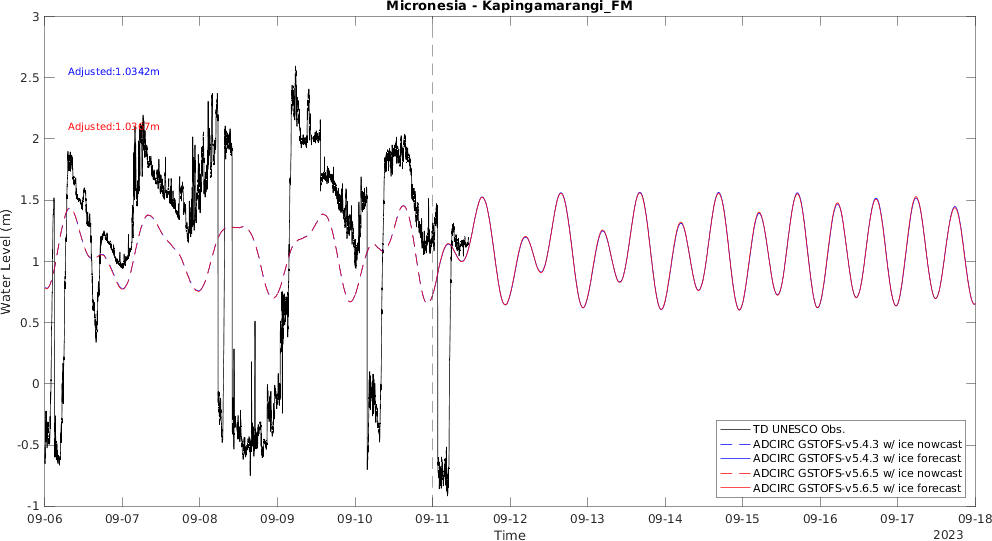 Micronesia - Kapingamarangi_FM
3
2.5
2
1.5
1
0.5
0
-0.5
-1
Water Level (m)
Adjusted:1.0342m
TD UNESCO Obs.
ADCIRC GSTOFS-v5.4.3 w/ ice nowcast
ADCIRC GSTOFS-v5.4.3 w/ ice forecast
ADCIRC GSTOFS-v5.6.5 w/ ice nowcast
ADCIRC GSTOFS-v5.6.5 w/ ice forecast
09-06 09-07 09-08 09-09 09-10 09-11 09-12 09-13 09-14 09-15 09-16 09-17 09-18
Time
2023